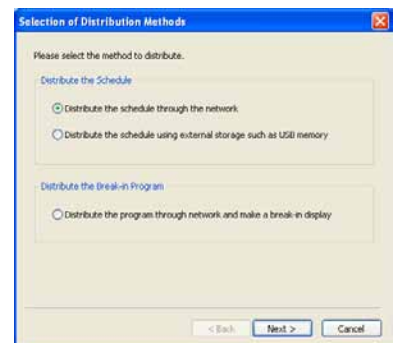 Selection of Distribution Methods
Please select the method to distribute.
Distribute the Schedule
Distribute the schedule through the network
Distribute the schedule using external storage such as USB memory
Distribute the Break-in Program
Distribute the program through network and make a break-in display
< Back
Next >
Cancel